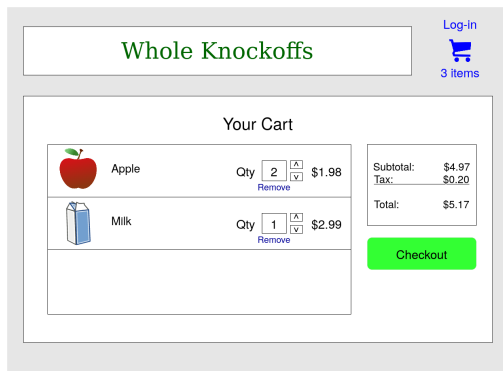 Log-in
Whole Knockoffs
3 items
Your Cart
Apple Qty 2 $1.98
Remove
Milk Qty 1 $2.99
Remove
Subtotal: $4.97
Tax: $0.20
Total: $5.17
Checkout